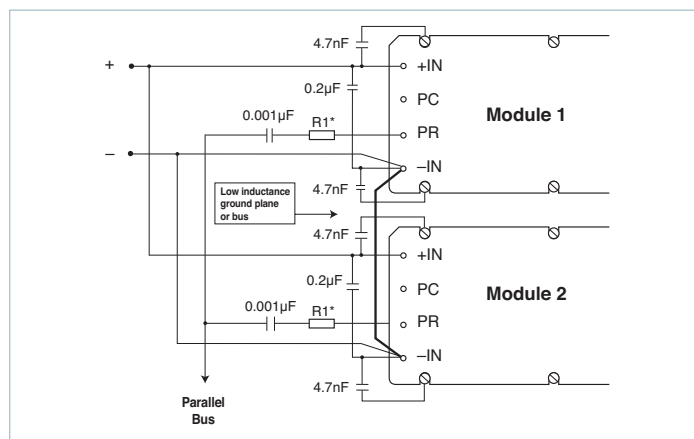 4.7nF
+
+IN
0.2µF
PC
Module 1
0.001µF
R1*
PR
–
–IN
4.7nF
Low inductance
ground plane
or bus
4.7nF
+IN
0.2µF
PC
Module 2
0.001µF
R1*
PR
–IN
4.7nF
Parallel
Bus